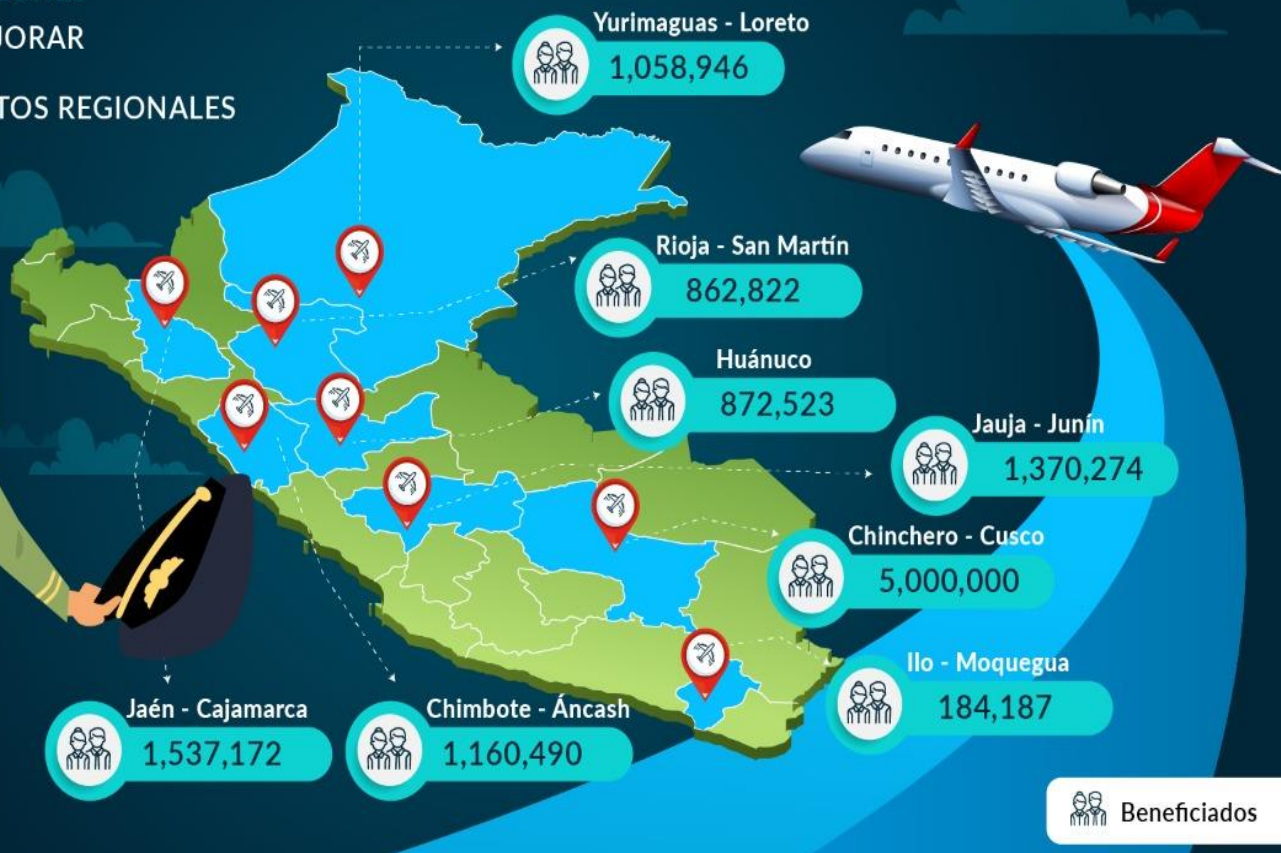 JORAR
TOS REGIONALES
Yurimaguas - Loreto
1,058,946
Rioja - San Martín
862,822
Huánuco
872,523
Jauja - Junín
1,370,274
Chinchero - Cusco
5,000,000
Ilo - Moquegua
184,187
Jaén - Cajamarca
1,537,172
Chimbote - Áncash
1,160,490
Beneficiados